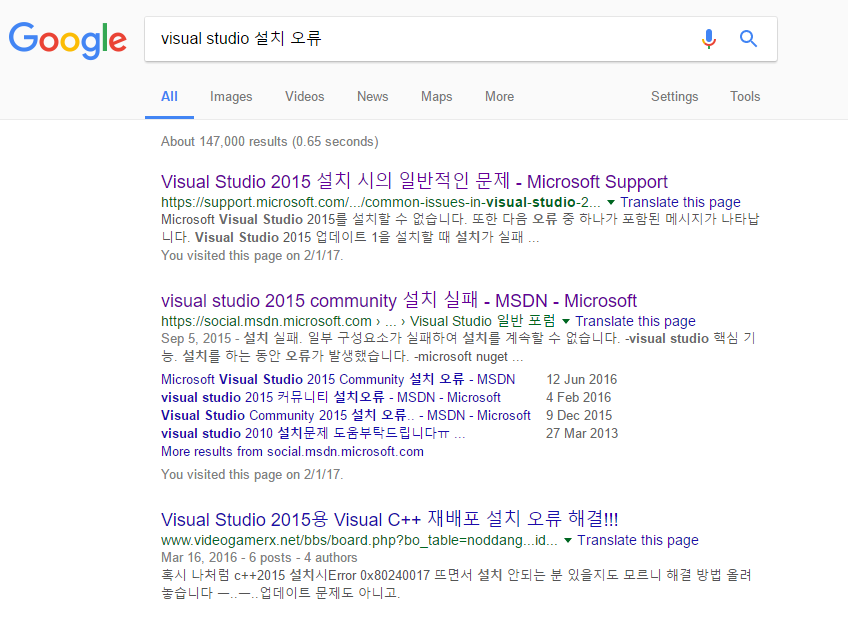 Google
visual studio 설치 오류
All Images Videos News Maps More Settings Tools
About 147,000 results (0.65 seconds)
Visual Studio 2015 설치 시의 일반적인 문제 - Microsoft Support
https://support.microsoft.com/.../common-issues-in-visual-studio-2... Translate this page
Microsoft Visual Studio 2015를 설치할 수 없습니다. 또한 다음 오류 중 하나가 포함된 메시지가 나타납
니다. Visual Studio 2015 업데이트 1을 설치할 때 설치가 실패 ...
You visited this page on 2/1/17.
visual studio 2015 community 설치 실패 - MSDN - Microsoft
https://social.msdn.microsoft.com › ... › Visual Studio 일반 포럼 Translate this page
Sep 5, 2015 - 설치 실패. 일부 구성요소가 실패하여 설치를 계속할 수 없습니다. -visual studio 핵심 기
능. 설치를 하는 동안 오류가 발생했습니다. -microsoft nuget ...
Microsoft Visual Studio 2015 Community 설치 오류 - MSDN 12 Jun 2016
visual studio 2015 커뮤니티 설치오류 - MSDN - Microsoft 4 Feb 2016
Visual Studio Community 2015 설치 오류.. - MSDN - Microsoft 9 Dec 2015
visual studio 2010 설치문제 도움부탁드립니다ㅠ ... 27 Mar 2013
More results from social.msdn.microsoft.com
You visited this page on 2/1/17.
Visual Studio 2015용 Visual C++ 재배포 설치 오류 해결!!!
www.videogamerx.net/bbs/board.php?bo_table=noddang...id... Translate this page
Mar 16, 2016 - 6 posts - 4 authors
혹시 나처럼 c++2015 설치시Error 0x80240017 뜨면서 설치 안되는 분 있을지도 모르니 해결 방법 올려
놓습니다 ㅡ..ㅡ..업데이트 문제도 아니고.